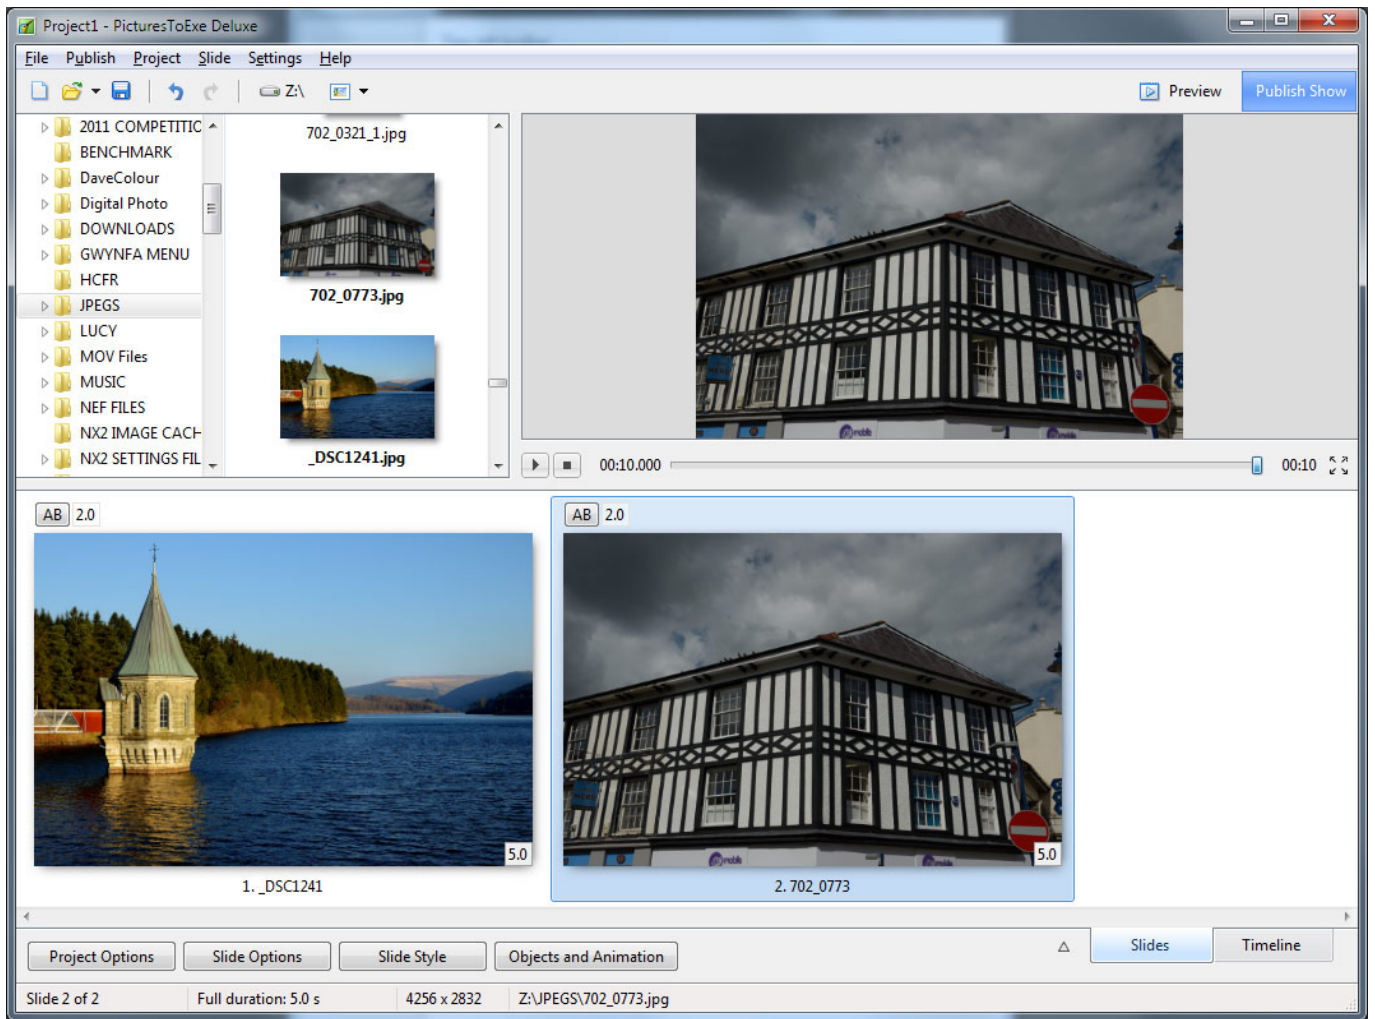 Project1 - PicturesToExe Deluxe
File Publish Project Slide Settings Help
Z:\ Preview Publish Show
2011 COMPETITIC
BENCHMARK
DaveColour
Digital Photo
DOWNLOADS
GWYNFA MENU
HCFR
JPEGS
LUCY
MOV Files
MUSIC
NEF FILES
NX2 IMAGE CACH
NX2 SETTINGS FIL
702_0321_1.jpg
702_0773.jpg
_DSC1241.jpg
00:10.000 00:10
AB 2.0
5.0
1. _DSC1241
AB 2.0
5.0
2. 702_0773
Project Options Slide Options Slide Style Objects and Animation Slides Timeline
Slide 2 of 2 Full duration: 5.0 s 4256 x 2832 Z:\JPEGS\702_0773.jpg